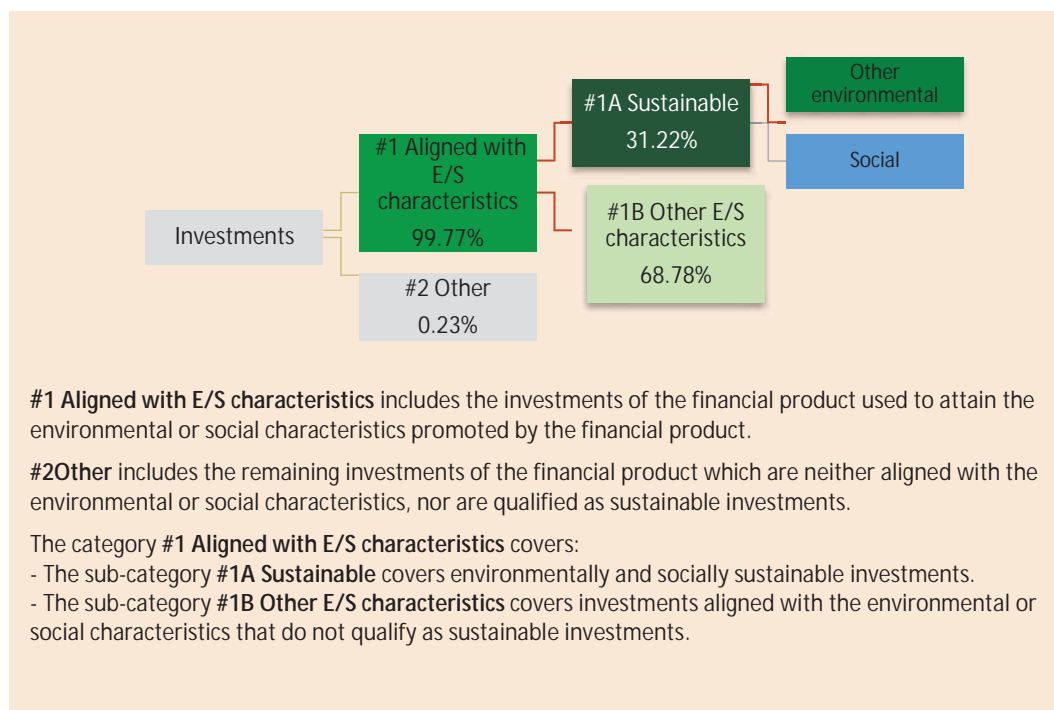 Investments
#1 Aligned with
E/S
characteristics
99.77%
#2 Other
0.23%
#1A Sustainable
31.22%
#1B Other E/S
characteristics
68.78%
Other
environmental
Social
#1 Aligned with E/S characteristics includes the investments of the financial product used to attain the
environmental or social characteristics promoted by the financial product.
#2Other includes the remaining investments of the financial product which are neither aligned with the
environmental or social characteristics, nor are qualified as sustainable investments.
The category #1 Aligned with E/S characteristics covers:
- The sub-category #1A Sustainable covers environmentally and socially sustainable investments.
- The sub-category #1B Other E/S characteristics covers investments aligned with the environmental or
social characteristics that do not qualify as sustainable investments.